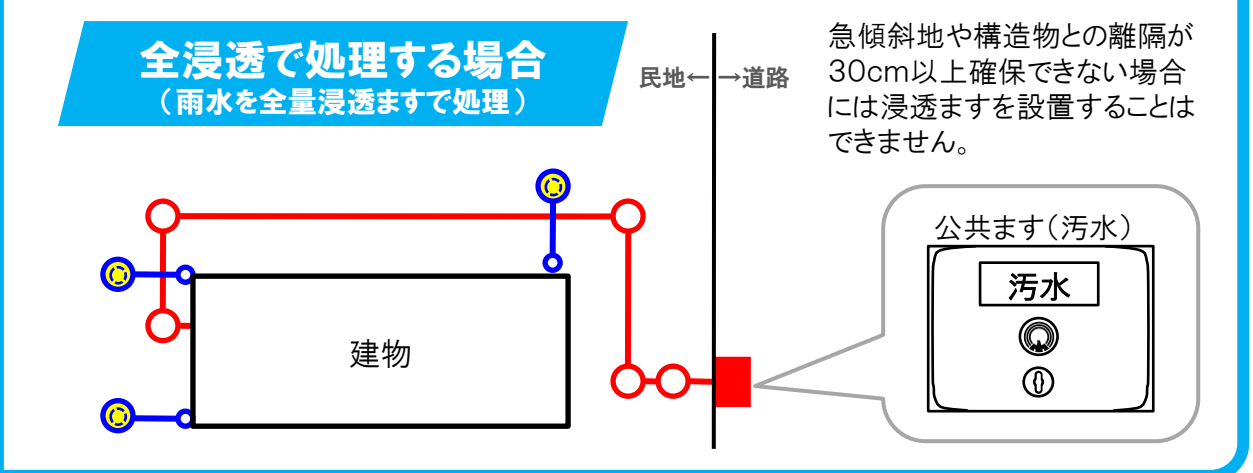 全浸透で処理する場合
（雨水を全量浸透ますで処理）
民地←→道路
急傾斜地や構造物との離隔が
30cm以上確保できない場合
には浸透ますを設置することは
できません。
公共ます（汚水）
汚水
建物